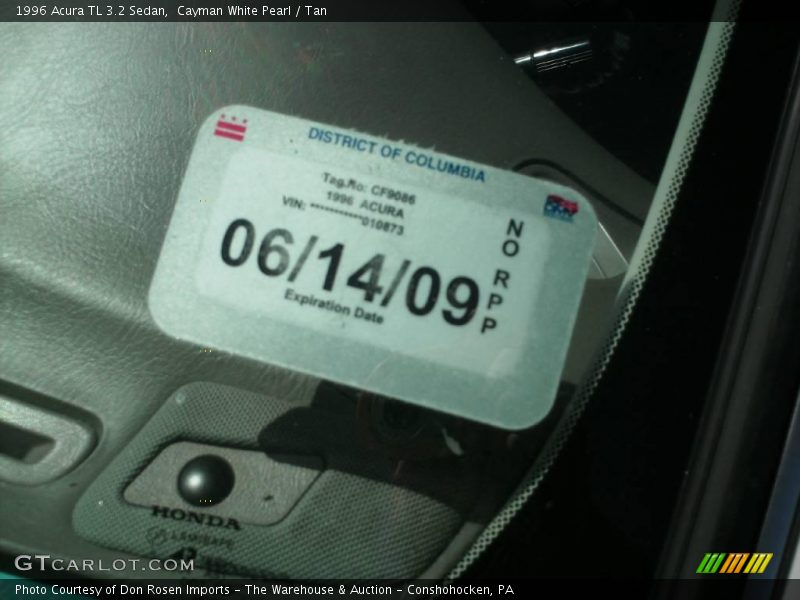 1996 Acura TL 3.2 Sedan,  Cayman White Pearl / Tan
DISTRICT OF COLUMBIA
Tag.No: CF9086
1996 ACURA
VIN: ***********010873
06/14/09
Expiration Date
NO RPP
HONDA
LAMISAFE
GTCARLOT.COM
Photo Courtesy of Don Rosen Imports – The Warehouse & Auction – Conshohocken, PA